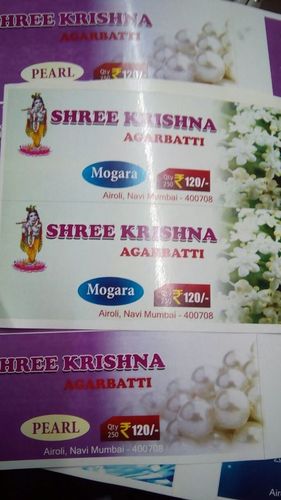 SHREE KRISHNA
AGARBATTI
PEARL
Qty
250
₹120/-
SHREE KRISHNA
AGARBATTI
Mogara
Qty
250
₹120/-
Airoli, Navi Mumbai - 400708
SHREE KRISHNA
AGARBATTI
Mogara
Qty
250
₹120/-
Airoli, Navi Mumbai - 400708
SHREE KRISHNA
AGARBATTI
PEARL
Qty
250
₹120/-
Airoli, Navi Mumbai - 400708